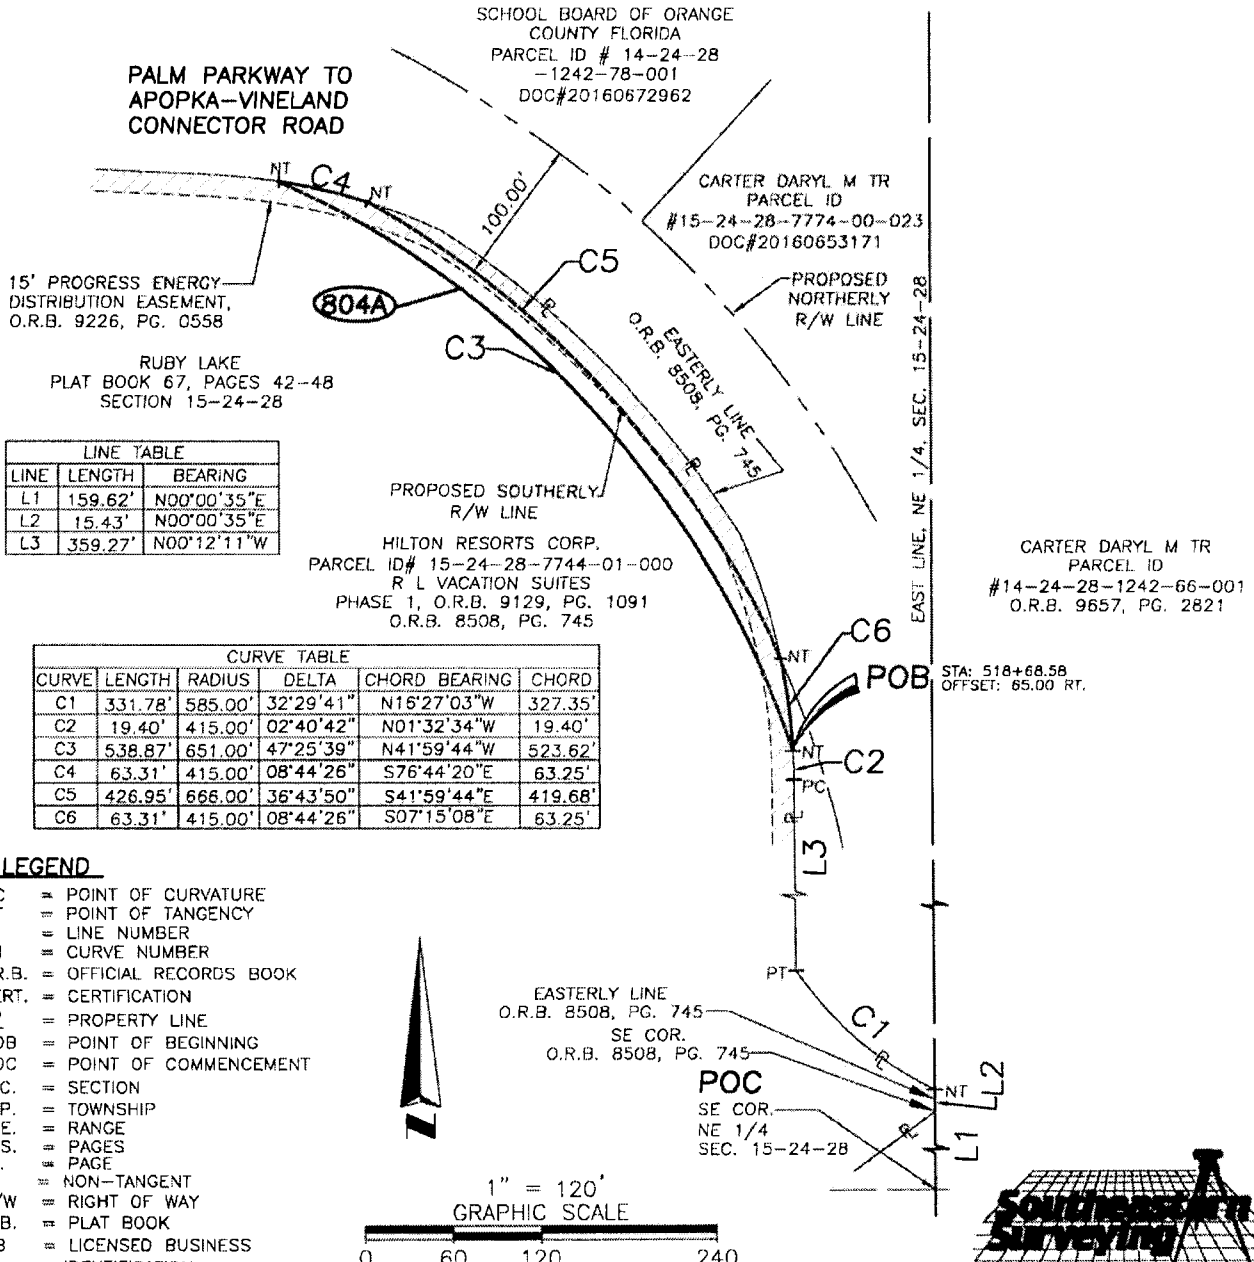 SCHOOL BOARD OF ORANGE
COUNTY FLORIDA
PARCEL ID # 14-24-28
-1242-78-001
DOC#20160672962
PALM PARKWAY TO
APOPKA-VINELAND
CONNECTOR ROAD
NT
C4
NT
100.00'
CARTER DARYL M TR
PARCEL ID
#15-24-28-7774-00-023
DOC#20160653171
C5
PROPOSED
NORTHERLY
R/W LINE
15' PROGRESS ENERGY
DISTRIBUTION EASEMENT,
O.R.B. 9226, PG. 0558
804A
C3
EASTERLY LINE
O.R.B. 8508, PG. 745
EAST LINE, NE 1/4, SEC. 15-24-28
RUBY LAKE
PLAT BOOK 67, PAGES 42-48
SECTION 15-24-28
LINE TABLE
LINE LENGTH BEARING
L1 159.62' N00°00'35"E
L2 15.43' N00°00'35"E
L3 359.27' N00°12'11"W
PROPOSED SOUTHERLY
R/W LINE
HILTON RESORTS CORP.
PARCEL ID# 15-24-28-7744-01-000
R L VACATION SUITES
PHASE 1, O.R.B. 9129, PG. 1091
O.R.B. 8508, PG. 745
CARTER DARYL M TR
PARCEL ID
#14-24-28-1242-66-001
O.R.B. 9657, PG. 2821
C6
NT
POB
STA: 518+68.58
OFFSET: 65.00 RT.
NT
C2
PC
L3
CURVE TABLE
CURVE LENGTH RADIUS DELTA CHORD BEARING CHORD
C1 331.78' 585.00' 32°29'41" N16°27'03"W 327.35'
C2 19.40' 415.00' 02°40'42" N01°32'34"W 19.40'
C3 538.87' 651.00' 47°25'39" N41°59'44"W 523.62'
C4 63.31' 415.00' 08°44'26" S76°44'20"E 63.25'
C5 426.95' 666.00' 36°43'50" S41°59'44"E 419.68'
C6 63.31' 415.00' 08°44'26" S07°15'08"E 63.25'
LEGEND
C = POINT OF CURVATURE
= POINT OF TANGENCY
= LINE NUMBER
= CURVE NUMBER
R.B. = OFFICIAL RECORDS BOOK
ERT. = CERTIFICATION
= PROPERTY LINE
OB = POINT OF BEGINNING
OC = POINT OF COMMENCEMENT
C. = SECTION
P. = TOWNSHIP
E. = RANGE
S. = PAGES
. = PAGE
= NON-TANGENT
/W = RIGHT OF WAY
B. = PLAT BOOK
B = LICENSED BUSINESS
PT
C1
EASTERLY LINE
O.R.B. 8508, PG. 745
SE COR.
O.R.B. 8508, PG. 745
NT
L2
POC
SE COR.
NE 1/4
SEC. 15-24-28
L1
1" = 120'
GRAPHIC SCALE
0 60 120 240
Southeastern
Surveying